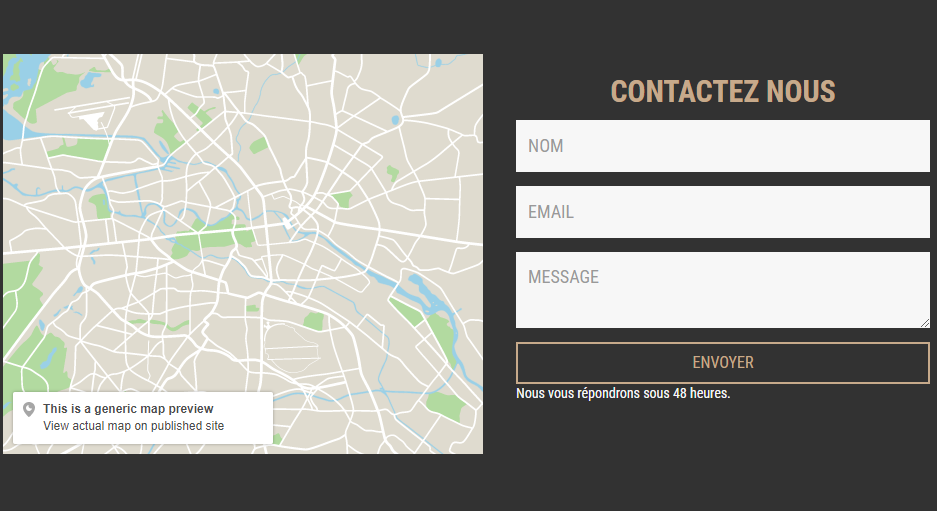 CONTACTEZ NOUS
NOM
EMAIL
MESSAGE
ENVOYER
Nous vous répondrons sous 48 heures.
This is a generic map preview
View actual map on published site